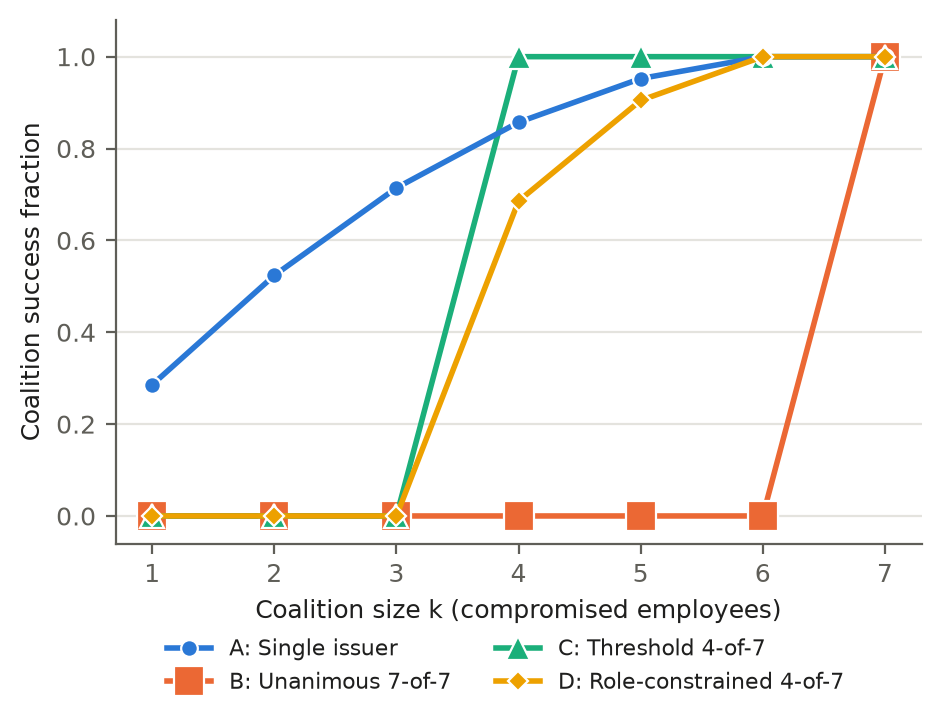 Coalition success fraction
1.0
0.8
0.6
0.4
0.2
0.0
1 2 3 4 5 6 7
Coalition size k (compromised employees)
A: Single issuer
B: Unanimous 7-of-7
C: Threshold 4-of-7
D: Role-constrained 4-of-7